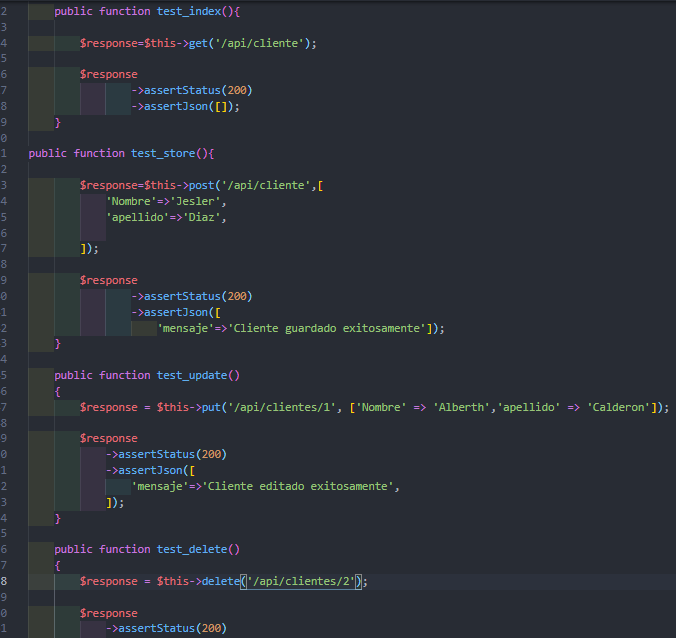 2 public function test_index(){
3
4 $response=$this->get('/api/cliente');
5
6 $response
7 ->assertStatus(200)
8 ->assertJson([]);
9 }
0
1 public function test_store(){
2
3 $response=$this->post('/api/cliente',[
4 'Nombre'=>'Jesler',
5 'apellido'=>'Diaz',
6
7 ]);
8
9 $response
0 ->assertStatus(200)
1 ->assertJson([
2 'mensaje'=>'Cliente guardado exitosamente']);
3 }
4
5 public function test_update()
6 {
7 $response = $this->put('/api/clientes/1', ['Nombre' => 'Alberth','apellido' => 'Calderon']);
8
9 $response
0 ->assertStatus(200)
1 ->assertJson([
2 'mensaje'=>'Cliente editado exitosamente',
3 ]);
4 }
5
6 public function test_delete()
7 {
8 $response = $this->delete('/api/clientes/2');
9
0 $response
1 ->assertStatus(200)